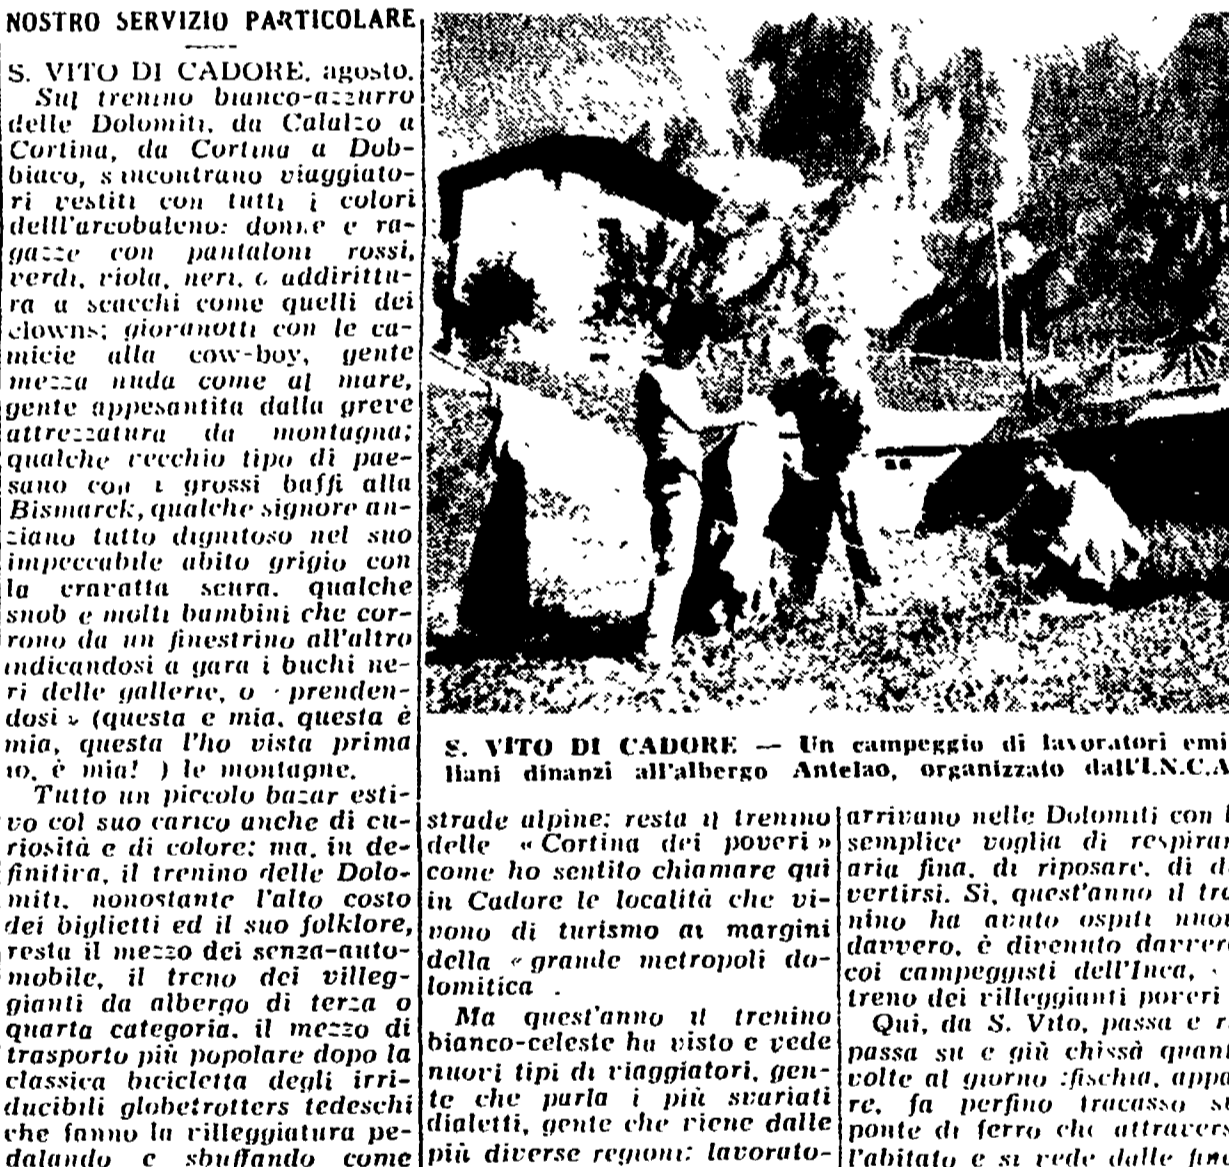 NOSTRO SERVIZIO PARTICOLARE
S. VITO DI CADORE, agosto.
Sul trenino bianco-azzurro
delle Dolomiti, da Calalzo a
Cortina, da Cortina a Dob-
biaco, s'incontrano viaggiato-
ri vestiti con tutti i colori
delll'arcobaleno: donne e ra-
gazze con pantaloni rossi,
verdi, viola, neri, o addirittu-
ra a scacchi come quelli dei
clowns; giovanotti con le ca-
micie alla cow-boy, gente
mezza nuda come al mare,
gente appesantita dalla greve
attrezzatura da montagna;
qualche vecchio tipo di pae-
sano con i grossi baffi alla
Bismarck, qualche signore an-
ziano tutto dignitoso nel suo
impeccabile abito grigio con
la cravatta scura, qualche
snob e molti bambini che cor-
rono da un finestrino all'altro
indicandosi a gara i buchi ne-
ri delle gallerie, o « prenden-
dosi » (questa è mia, questa è
mia, questa l'ho vista prima
io, è mia! ) le montagne.
Tutto un piccolo bazar esti-
vo col suo carico anche di cu-
riosità e di colore; ma, in de-
finitiva, il trenino delle Dolo-
miti, nonostante l'alto costo
dei biglietti ed il suo folklore,
resta il mezzo dei senza-auto-
mobile, il treno dei villeg-
gianti da albergo di terza o
quarta categoria, il mezzo di
trasporto più popolare dopo la
classica bicicletta degli irri-
ducibili globetrotters tedeschi
che fanno la villeggiatura pe-
dalando e sbuffando come
S. VITO DI CADORE — Un campeggio di lavoratori emi
liani dinanzi all'albergo Antelao, organizzato dall'I.N.C.A
strade alpine; resta il trenino
delle « Cortina dei poveri »
come ho sentito chiamare qui
in Cadore le località che vi-
vono di turismo ai margini
della « grande metropoli do-
lomitica .
Ma quest'anno il trenino
bianco-celeste ha visto e vede
nuovi tipi di viaggiatori, gen-
te che parla i più svariati
dialetti, gente che viene dalle
più diverse regioni: lavorato-
arrivano nelle Dolomiti con l
semplice voglia di respirar
aria fina, di riposare, di d
vertirsi. Sì, quest'anno il tre
nino ha avuto ospiti nuov
davvero, è divenuto davvero
coi campeggisti dell'Inca,
treno dei villeggianti poveri
Qui, da S. Vito, passa e r
passa su e giù chissà quant
volte al giorno :fischia, appa
re, fa perfino fracasso su
ponte di ferro che attravers
l'abitato e si vede dalle fine